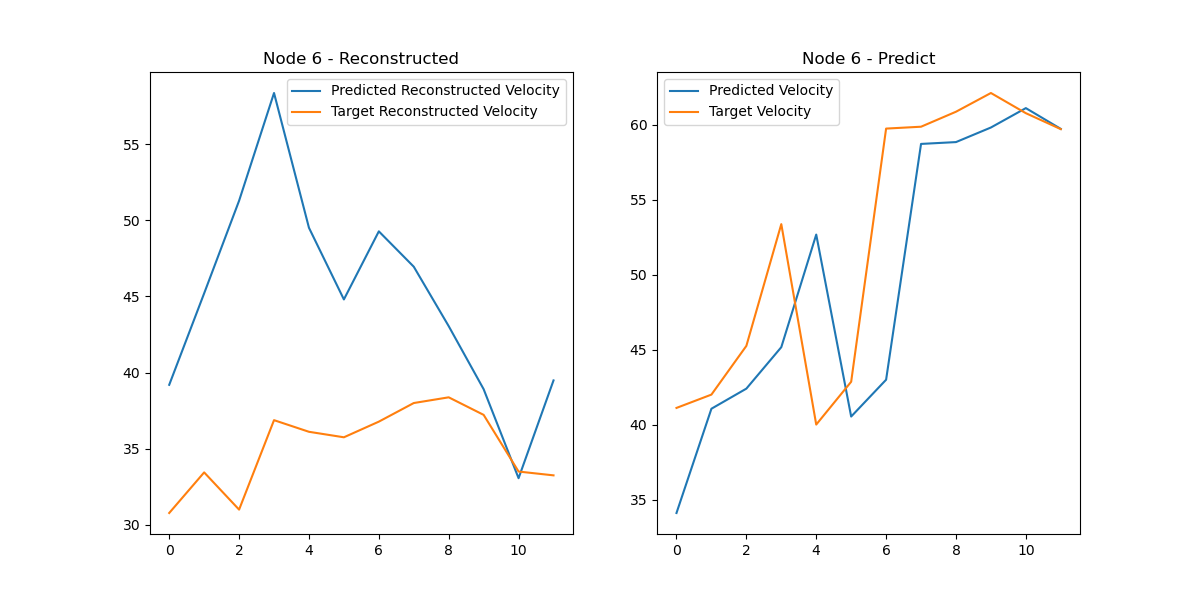 Node 6 - Reconstructed
Predicted Reconstructed Velocity
Target Reconstructed Velocity
55
50
45
40
35
30
0 2 4 6 8 10
Node 6 - Predict
Predicted Velocity
Target Velocity
60
55
50
45
40
35
0 2 4 6 8 10